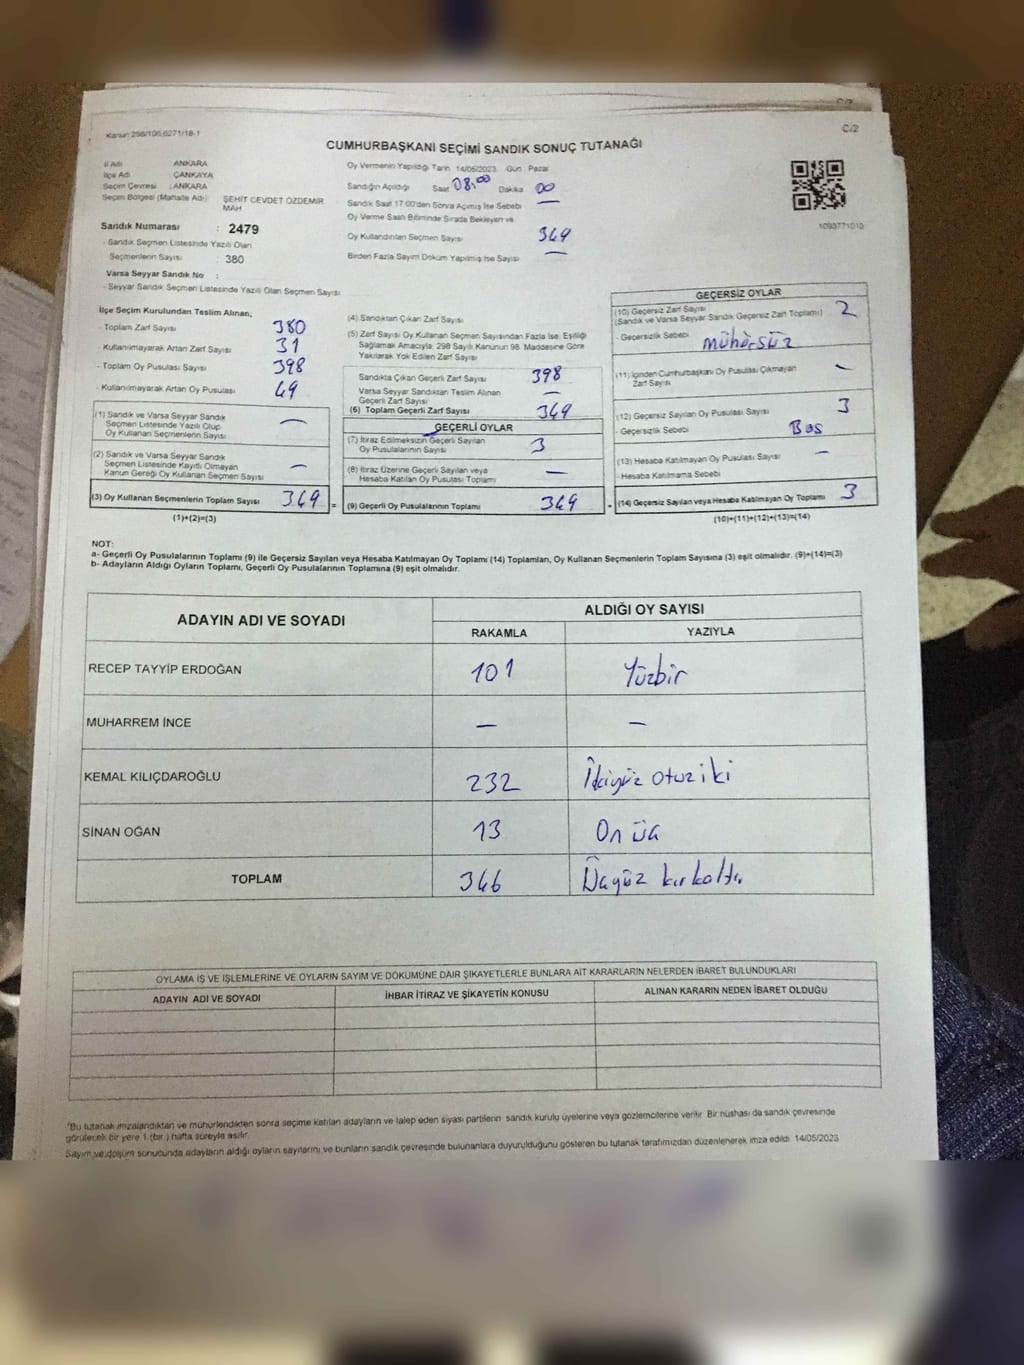 C/2
Kanun: 298/106,6271/18-1
CUMHURBAŞKANI SEÇİMİ SANDIK SONUÇ TUTANAĞI
İl Adı ANKARA
İlçe Adı ÇANKAYA
Seçim Çevresi : ANKARA
Seçim Bölgesi (Mahalle Adı) ŞEHİT CEVDET ÖZDEMİR MAH
Sandık Numarası : 2479
- Sandık Seçmen Listesinde Yazılı Olan
Seçmenlerin Sayısı : 380
Varsa Seyyar Sandık No :
- Seyyar Sandık Seçmen Listesinde Yazılı Olan Seçmen Sayısı
Oy Vermenin Yapıldığı Tarih 14/05/2023 Gün : Pazar
Sandığın Açıldığı Saat 08:00 Dakika 00
Sandık Saat 17:00'den Sonra Açılmış İse Sebebi —
Oy Verme Saati Bitiminde Sırada Bekleyen ve
Oy Kullandırılan Seçmen Sayısı 349
Birden Fazla Sayım Döküm Yapılmış İse Sayısı —
1093771010
İlçe Seçim Kurulundan Teslim Alınan;
- Toplam Zarf Sayısı 380
- Kullanılmayarak Artan Zarf Sayısı 31
- Toplam Oy Pusulası Sayısı 398
- Kullanılmayarak Artan Oy Pusulası 49
(1) Sandık ve Varsa Seyyar Sandık
Seçmen Listesinde Yazılı Olup
Oy Kullanan Seçmenlerin Sayısı —
(2) Sandık ve Varsa Seyyar Sandık
Seçmen Listesinde Kayıtlı Olmayan
Kanun Gereği Oy Kullanan Seçmen Sayısı —
(3) Oy Kullanan Seçmenlerin Toplam Sayısı 349 =
(1)+(2)=(3)
(4) Sandıktan Çıkan Zarf Sayısı
(5) Zarf Sayısı Oy Kullanan Seçmen Sayısından Fazla İse, Eşitliği
Sağlamak Amacıyla; 298 Sayılı Kanunun 98. Maddesine Göre
Yakılarak Yok Edilen Zarf Sayısı
Sandıkta Çıkan Geçerli Zarf Sayısı 398
Varsa Seyyar Sandıktan Teslim Alınan
Geçerli Zarf Sayısı —
(6) Toplam Geçerli Zarf Sayısı 349
GEÇERLİ OYLAR
(7) İtiraz Edilmeksizin Geçerli Sayılan
Oy Pusulalarının Sayısı 3
(8) İtiraz Üzerine Geçerli Sayılan veya
Hesaba Katılan Oy Pusulası Toplamı —
(9) Geçerli Oy Pusulalarının Toplamı 349 +
GEÇERSİZ OYLAR
(10) Geçersiz Zarf Sayısı
(Sandık ve Varsa Seyyar Sandık Geçersiz Zarf Toplamı) 2
- Geçersizlik Sebebi mühürsüz
(11) İçinden Cumhurbaşkanı Oy Pusulası Çıkmayan
Zarf Sayısı —
(12) Geçersiz Sayılan Oy Pusulası Sayısı 3
- Geçersizlik Sebebi Boş
(13) Hesaba Katılmayan Oy Pusulası Sayısı —
- Hesaba Katılmama Sebebi
(14) Geçersiz Sayılan veya Hesaba Katılmayan Oy Toplamı 3
(10)+(11)+(12)+(13)=(14)
NOT:
a- Geçerli Oy Pusulalarının Toplamı (9) ile Geçersiz Sayılan veya Hesaba Katılmayan Oy Toplamı (14) Toplamları, Oy Kullanan Seçmenlerin Toplam Sayısına (3) eşit olmalıdır. (9)+(14)=(3)
b- Adayların Aldığı Oyların Toplamı, Geçerli Oy Pusulalarının Toplamına (9) eşit olmalıdır.
ADAYIN ADI VE SOYADI ALDIĞI OY SAYISI
RAKAMLA YAZIYLA
RECEP TAYYİP ERDOĞAN 101 Yüzbir
MUHARREM İNCE — —
KEMAL KILIÇDAROĞLU 232 İkiyüz otuziki
SİNAN OĞAN 13 On üç
TOPLAM 346 Üçyüz kırkaltı
OYLAMA İŞ VE İŞLEMLERİNE VE OYLARIN SAYIM VE DÖKÜMÜNE DAİR ŞİKAYETLERLE BUNLARA AİT KARARLARIN NELERDEN İBARET BULUNDUKLARI
ADAYIN ADI VE SOYADI İHBAR İTİRAZ VE ŞİKAYETİN KONUSU ALINAN KARARIN NEDEN İBARET OLDUĞU
"Bu tutanak imzalandıktan ve mühürlendikten sonra seçime katılan adayların ve talep eden siyasi partilerin sandık kurulu üyelerine veya gözlemcilerine verilir. Bir nüshası da sandık çevresinde
görülecek bir yere 1 (bir ) hafta süreyle asılır.
Sayım ve döküm sonucunda adayların aldığı oyların sayılarını ve bunların sandık çevresinde bulunanlara duyurulduğunu gösteren bu tutanak tarafımızdan düzenlenerek imza edildi. 14/05/2023